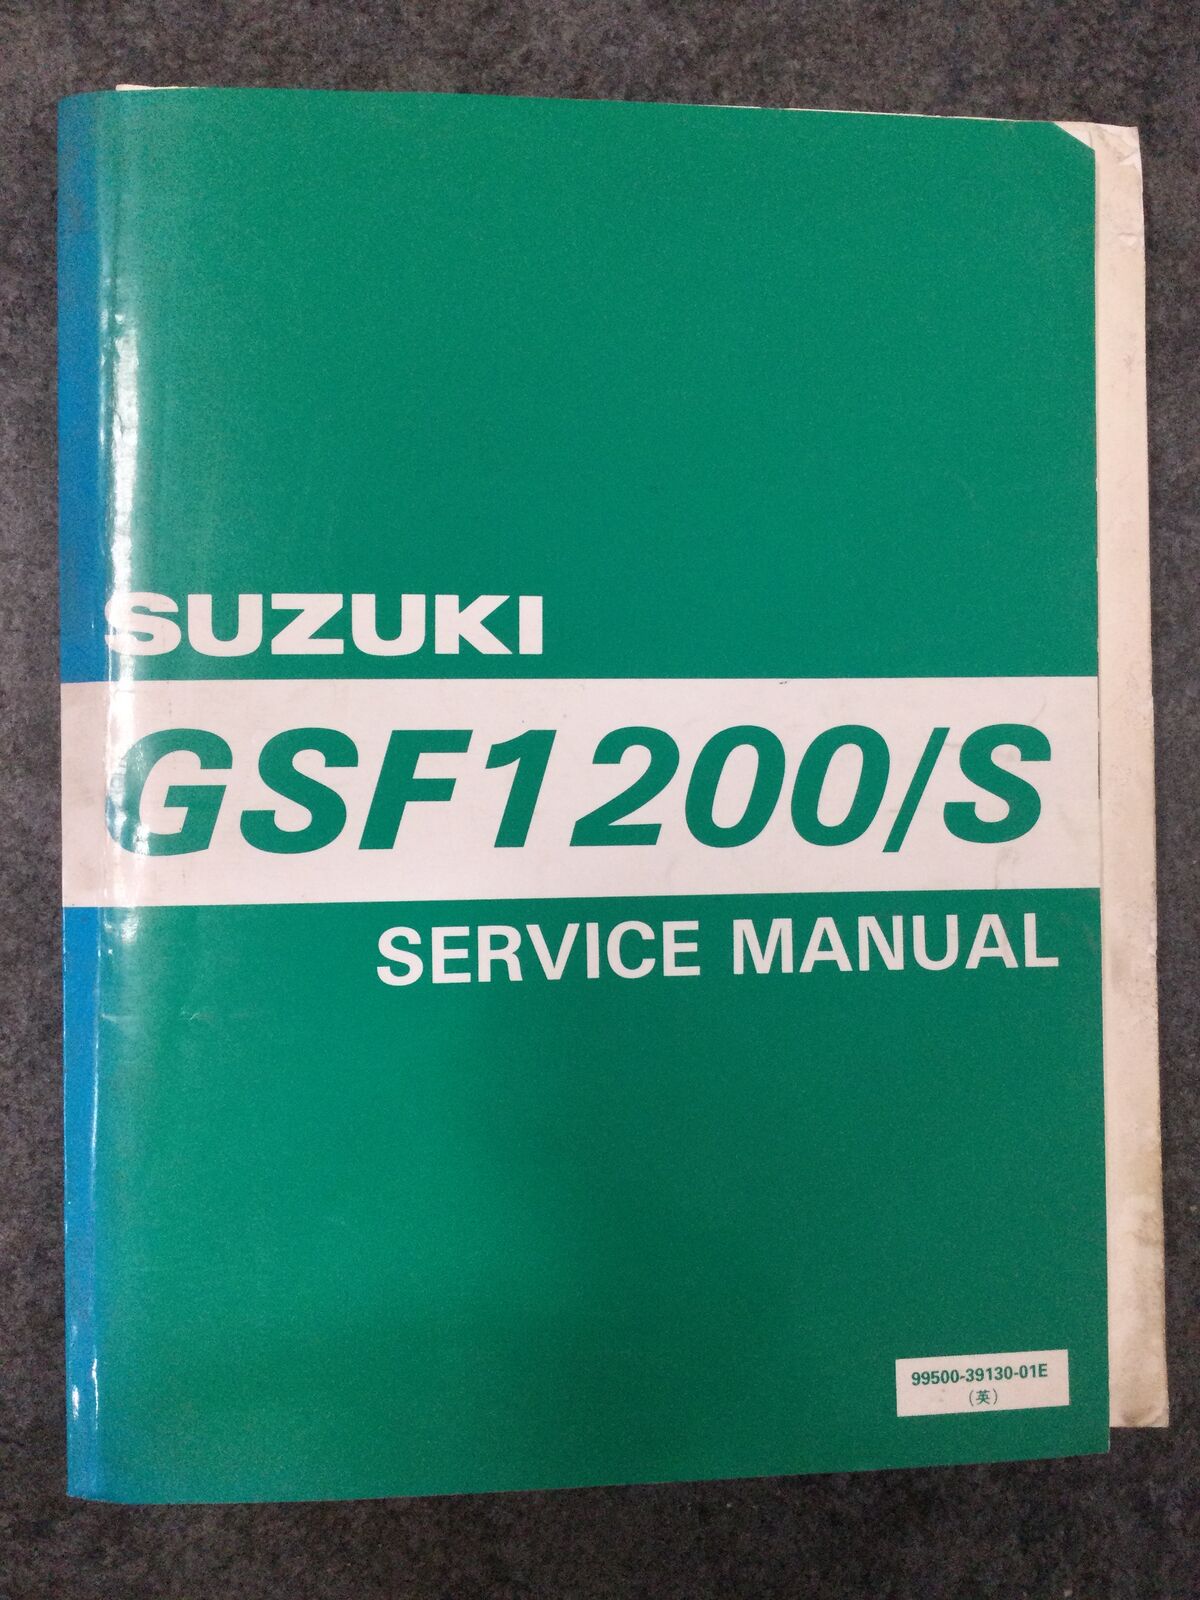 SUZUKI
GSF1200/S
SERVICE MANUAL
99500-39130-01E
(英)